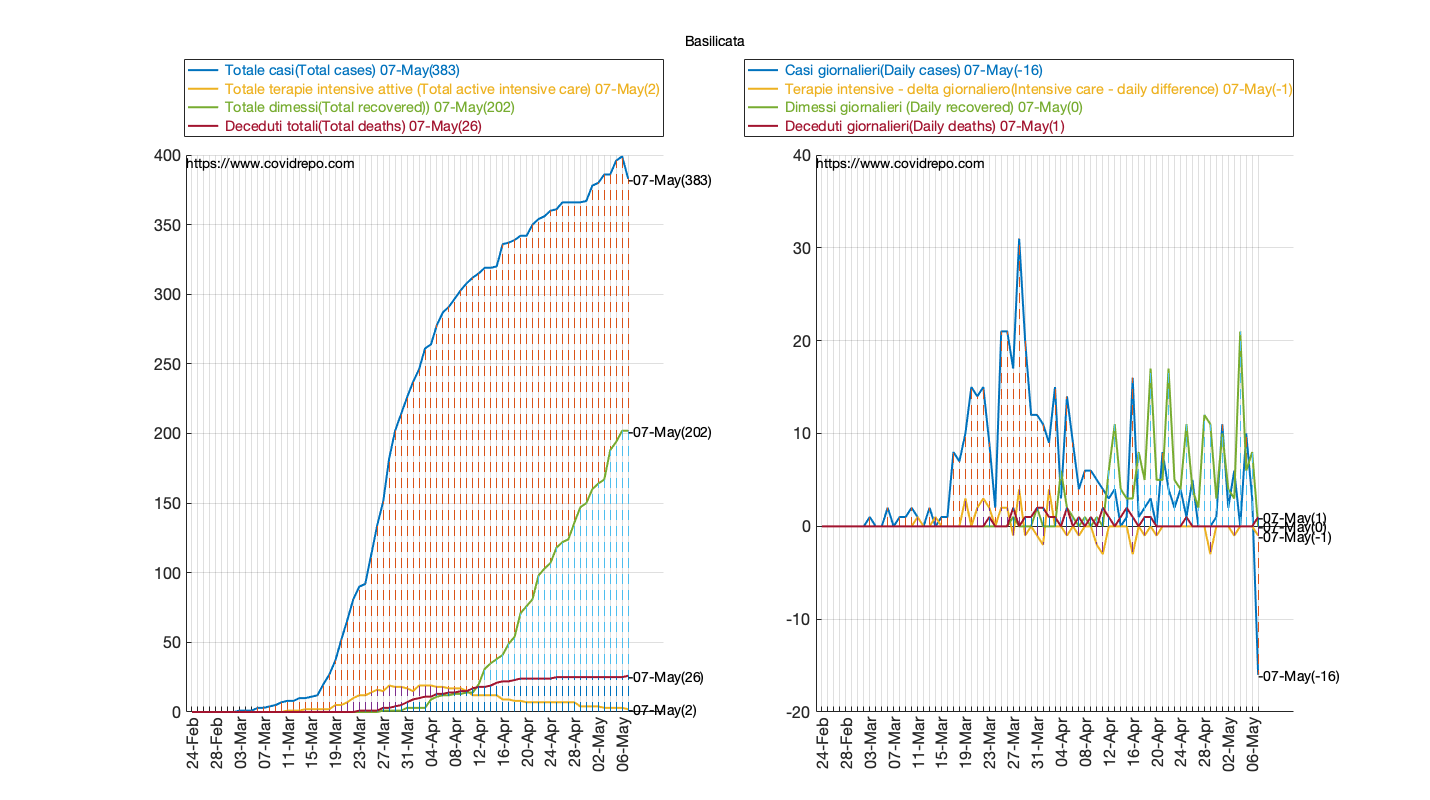 Basilicata
Totale casi(Total cases) 07-May(383)
Totale terapie intensive attive (Total active intensive care) 07-May(2)
Totale dimessi(Total recovered)) 07-May(202)
Deceduti totali(Total deaths) 07-May(26)
https://www.covidrepo.com
400
350
300
250
200
150
100
50
0
-07-May(383)
-07-May(202)
-07-May(26)
-07-May(2)
24-Feb
28-Feb
03-Mar
07-Mar
11-Mar
15-Mar
19-Mar
23-Mar
27-Mar
31-Mar
04-Apr
08-Apr
12-Apr
16-Apr
20-Apr
24-Apr
28-Apr
02-May
06-May
Casi giornalieri(Daily cases) 07-May(-16)
Terapie intensive - delta giornaliero(Intensive care - daily difference) 07-May(-1)
Dimessi giornalieri (Daily recovered) 07-May(0)
Deceduti giornalieri(Daily deaths) 07-May(1)
https://www.covidrepo.com
40
30
20
10
0
-10
-20
-07-May(1)
-07-May(0)
-07-May(-1)
-07-May(-16)
24-Feb
28-Feb
03-Mar
07-Mar
11-Mar
15-Mar
19-Mar
23-Mar
27-Mar
31-Mar
04-Apr
08-Apr
12-Apr
16-Apr
20-Apr
24-Apr
28-Apr
02-May
06-May